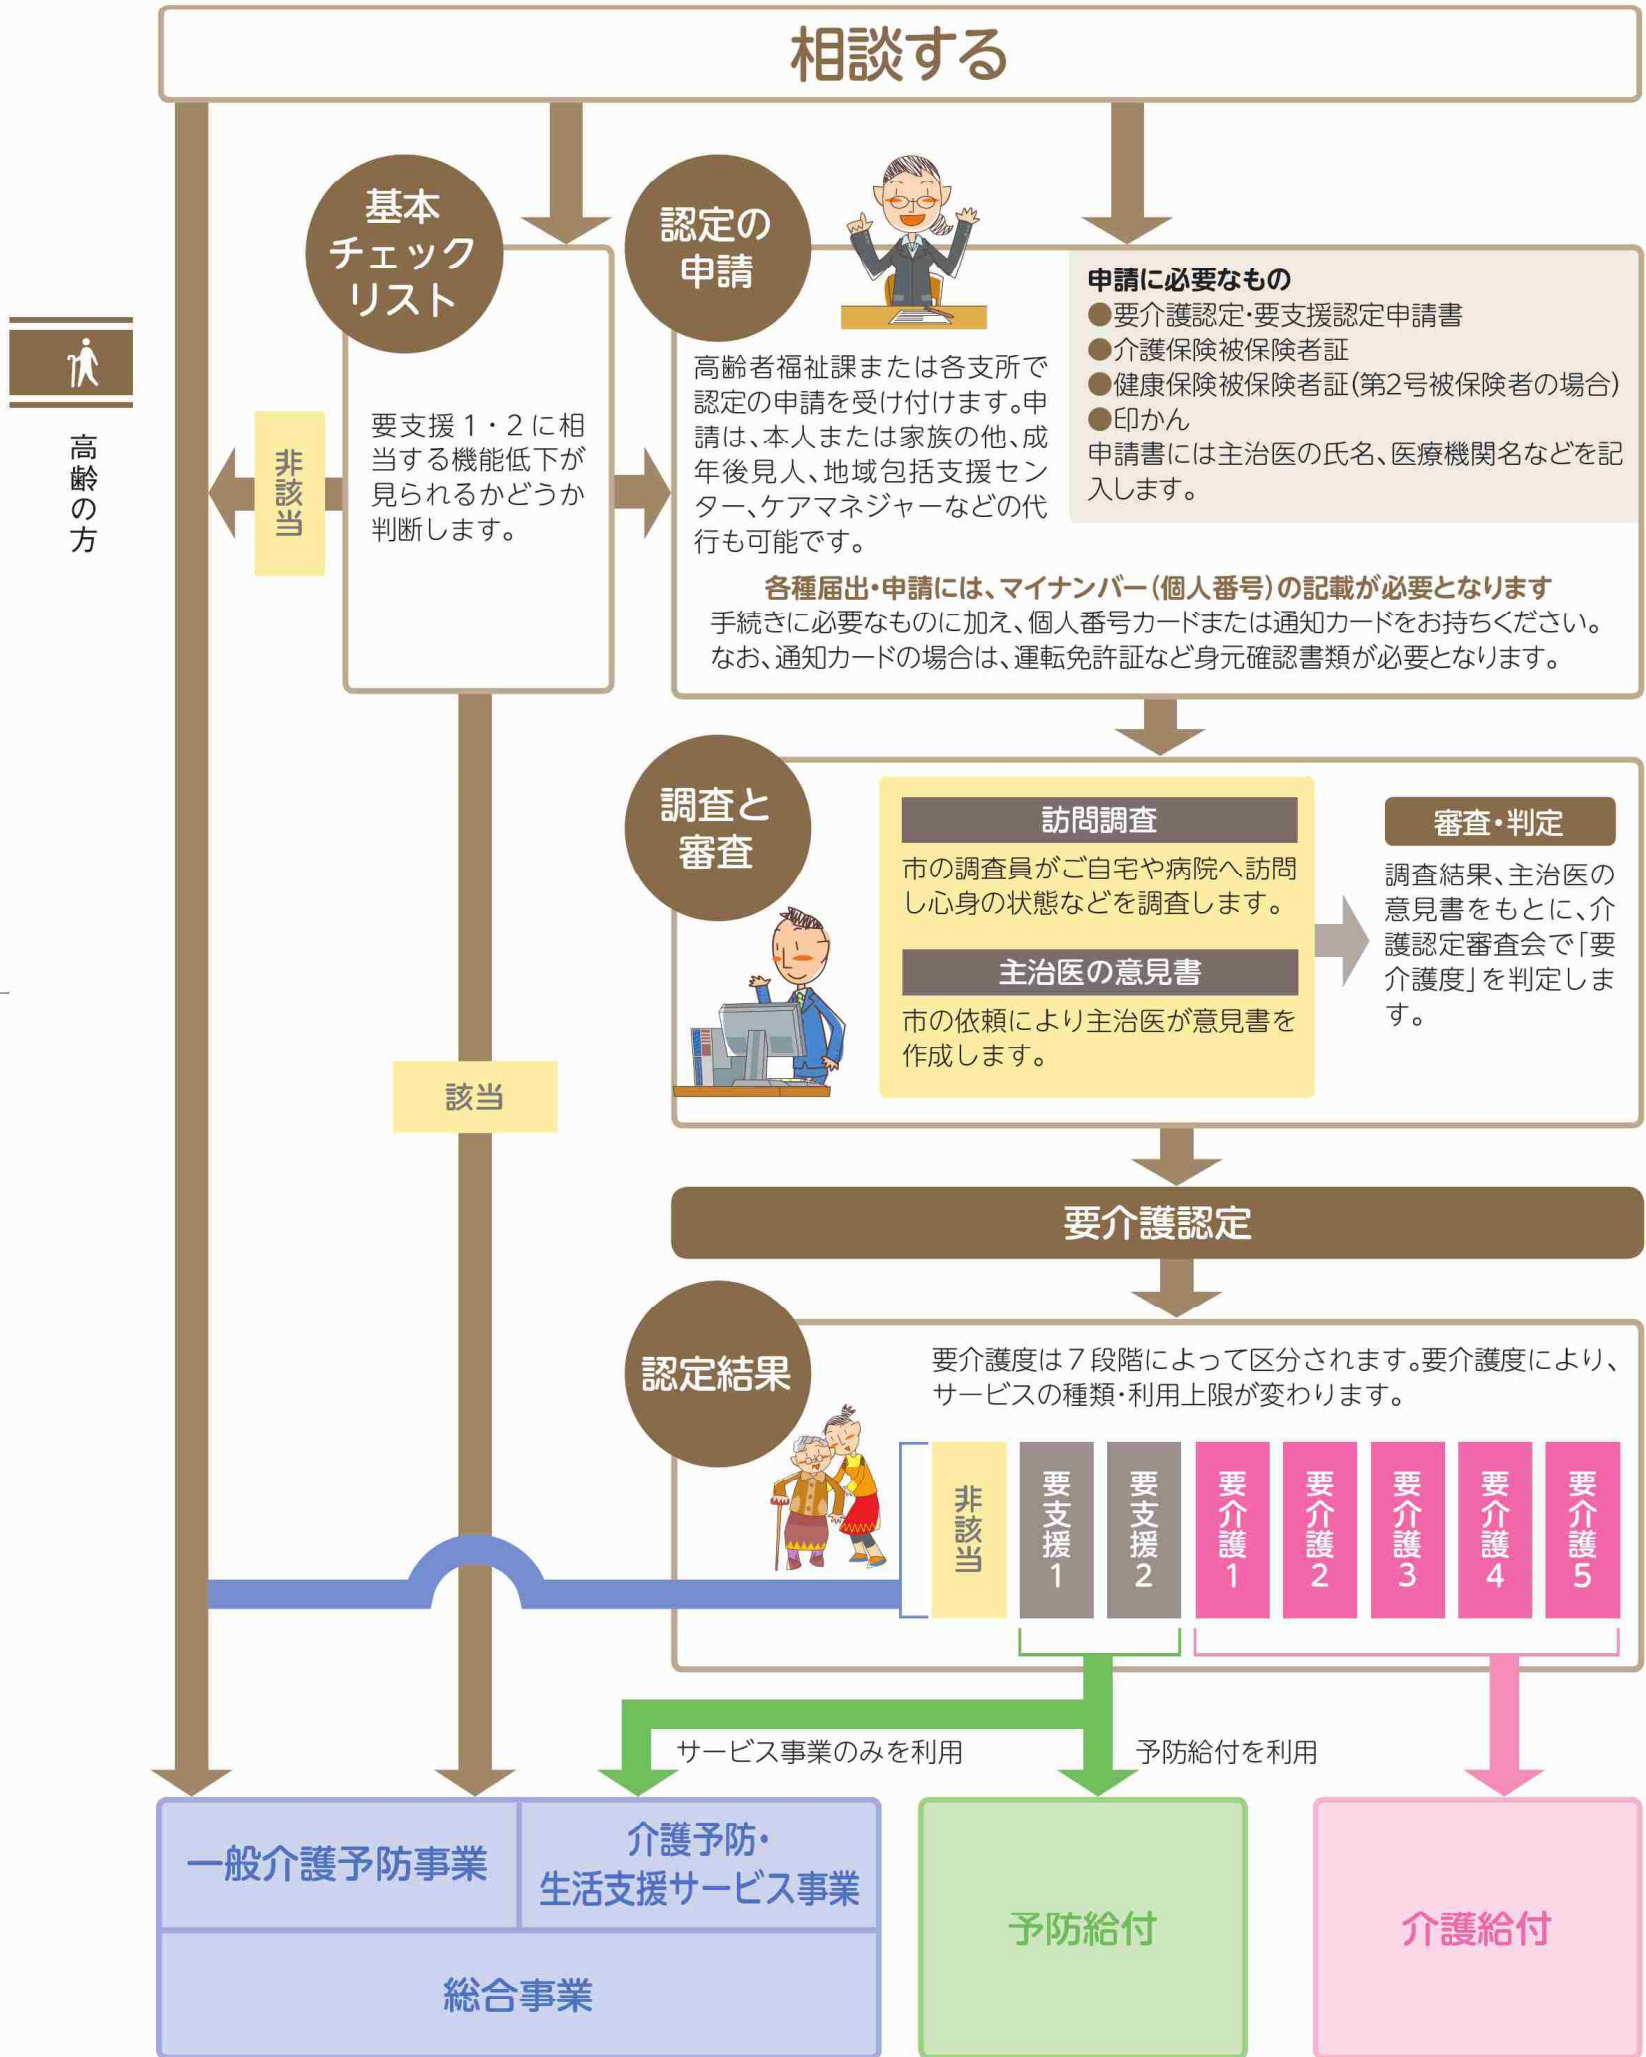 相談する
高齢の方
基本
チェック
リスト
要支援1・2に相
当する機能低下が
見られるかどうか
判断します。
非該当
認定の
申請
高齢者福祉課または各支所で
認定の申請を受け付けます。申
請は、本人または家族の他、成
年後見人、地域包括支援セン
ター、ケアマネジャーなどの代
行も可能です。
申請に必要なもの
●要介護認定・要支援認定申請書
●介護保険被保険者証
●健康保険被保険者証(第2号被保険者の場合)
●印かん
申請書には主治医の氏名、医療機関名などを記
入します。
各種届出・申請には、マイナンバー(個人番号)の記載が必要となります
手続きに必要なものに加え、個人番号カードまたは通知カードをお持ちください。
なお、通知カードの場合は、運転免許証など身元確認書類が必要となります。
調査と
審査
訪問調査
市の調査員がご自宅や病院へ訪問
し心身の状態などを調査します。
主治医の意見書
市の依頼により主治医が意見書を
作成します。
審査・判定
調査結果、主治医の
意見書をもとに、介
護認定審査会で「要
介護度」を判定しま
す。
該当
要介護認定
認定結果
要介護度は7段階によって区分されます。要介護度により、
サービスの種類・利用上限が変わります。
非該当
要支援1
要支援2
要介護1
要介護2
要介護3
要介護4
要介護5
サービス事業のみを利用
予防給付を利用
一般介護予防事業
介護予防・
生活支援サービス事業
総合事業
予防給付
介護給付